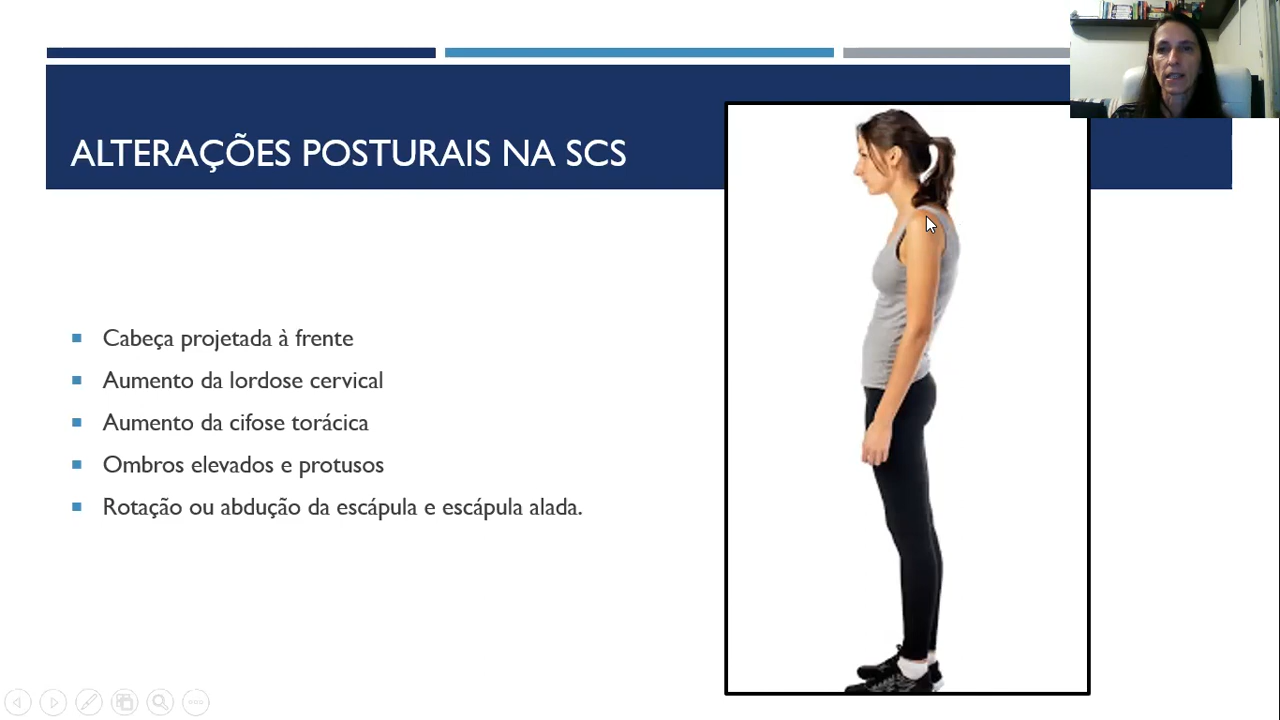 ALTERAÇÕES POSTURAIS NA SCS
Cabeça projetada à frente
Aumento da lordose cervical
Aumento da cifose torácica
Ombros elevados e protusos
Rotação ou abdução da escápula e escápula alada.